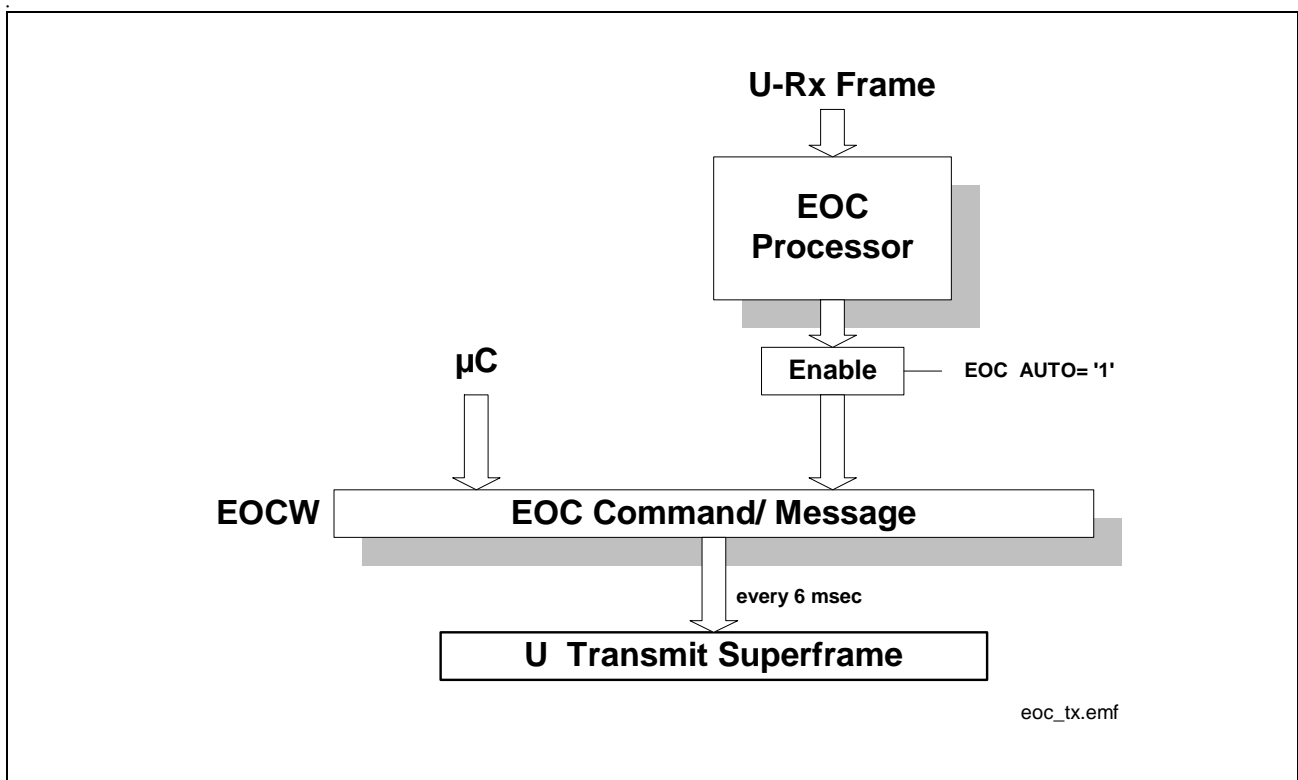 .
U-Rx Frame
EOC
Processor
µC
Enable
EOC AUTO= '1'
EOCW
EOC Command/ Message
every 6 msec
U Transmit Superframe
eoc_tx.emf